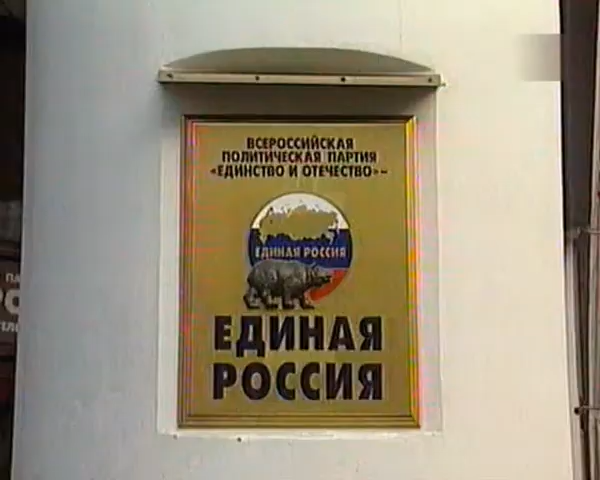 ВСЕРОССИЙСКАЯ
ПОЛИТИЧЕСКАЯ ПАРТИЯ
«ЕДИНСТВО И ОТЕЧЕСТВО»–
ЕДИНАЯ РОССИЯ
ЕДИНАЯ
РОССИЯ